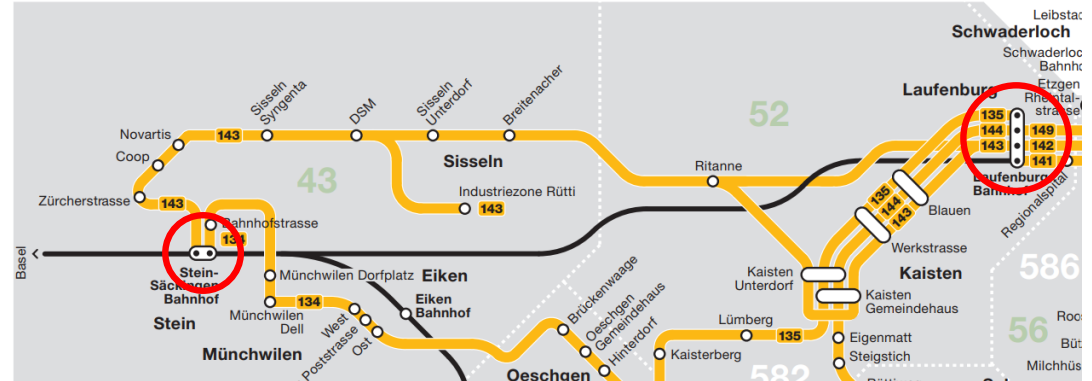 Leibstad
Schwaderloch
Schwaderloch
Bahnho
Etzgen
Rheintal-
strasse
Laufenburg
135
144
143
149
142
141
Laufenburg
Bahnhof
Regionalspital
52
Sisseln
Syngenta
DSM
Sisseln
Unterdorf
Breitenacher
Novartis
143
Coop
Sisseln
43
Ritanne
Zürcherstrasse
143
Industriezone Rütti
143
135
144
143
Blauen
Bahnhofstrasse
134
Werkstrasse
Basel
Stein-
Säckingen
Bahnhof
Stein
Münchwilen Dorfplatz
Eiken
Eiken
Bahnhof
Kaisten
Unterdorf
Kaisten
Kaisten
Gemeindehaus
586
134
Münchwilen
Dell
West
Poststrasse
Ost
Münchwilen
Brückenwaage
Oeschgen
Gemeindehaus
Hinterdorf
Oeschgen
Lümberg
135
Kaisterberg
Eigenmatt
Steigstich
56
Roos
Büt
Milchhüs
582